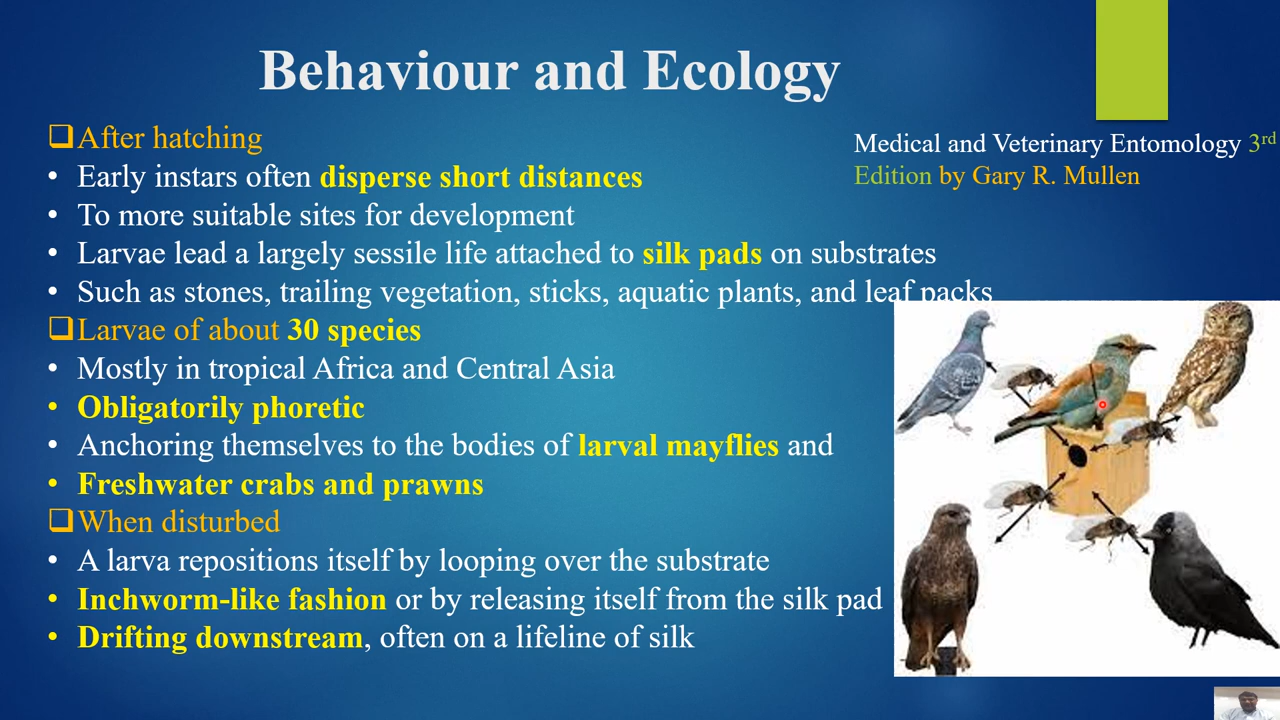 Behaviour and Ecology
Medical and Veterinary Entomology 3rd
Edition by Gary R. Mullen
❑After hatching
• Early instars often disperse short distances
• To more suitable sites for development
• Larvae lead a largely sessile life attached to silk pads on substrates
• Such as stones, trailing vegetation, sticks, aquatic plants, and leaf packs
❑Larvae of about 30 species
• Mostly in tropical Africa and Central Asia
• Obligatorily phoretic
• Anchoring themselves to the bodies of larval mayflies and
• Freshwater crabs and prawns
❑When disturbed
• A larva repositions itself by looping over the substrate
• Inchworm-like fashion or by releasing itself from the silk pad
• Drifting downstream, often on a lifeline of silk